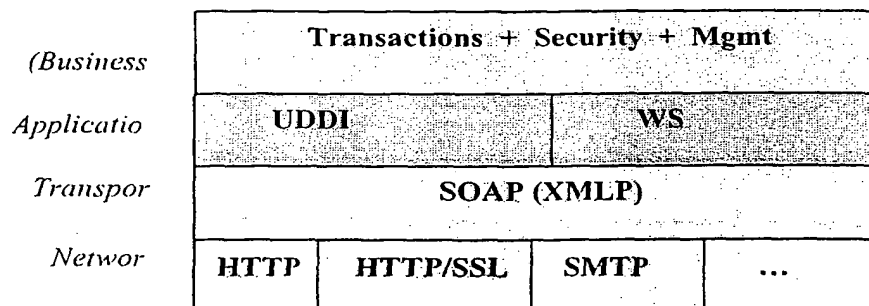 Transactions + Security + Mgmt
(Business
Applicatio UDDI WS
Transpor SOAP (XMLP)
Networ HTTP HTTP/SSL SMTP ...